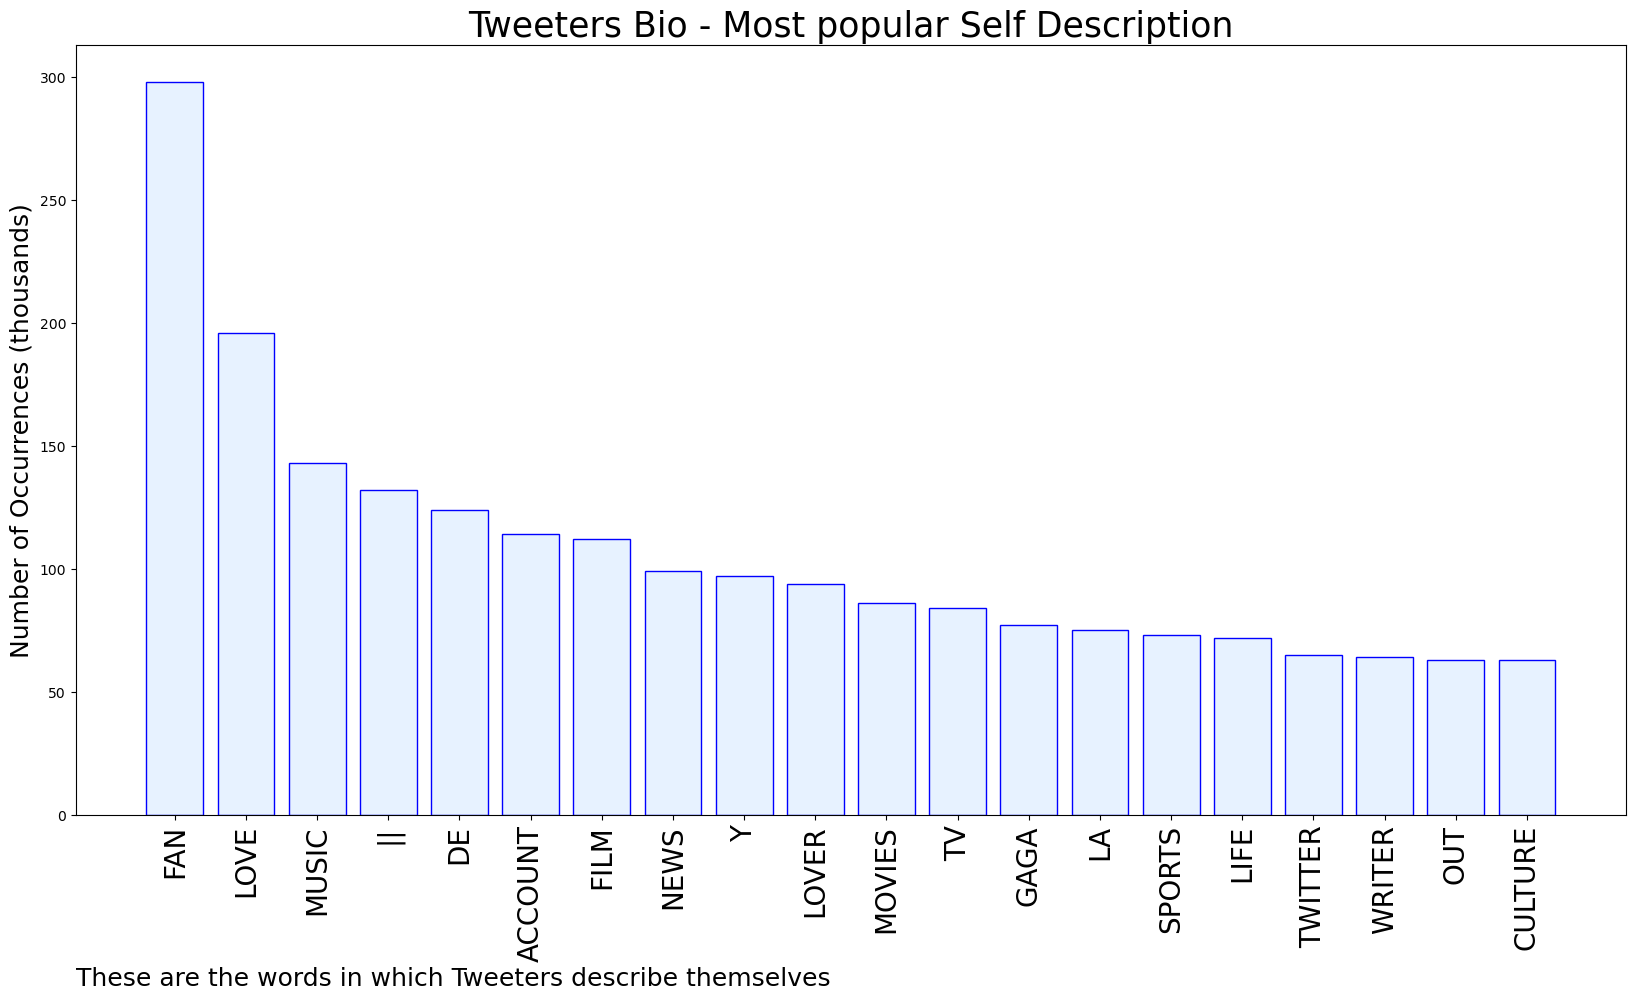 Tweeters Bio - Most popular Self Description
Number of Occurrences (thousands)
300
250
200
150
100
50
0
FAN
LOVE
MUSIC
||
DE
ACCOUNT
FILM
NEWS
Y
LOVER
MOVIES
TV
GAGA
LA
SPORTS
LIFE
TWITTER
WRITER
OUT
CULTURE
These are the words in which Tweeters describe themselves